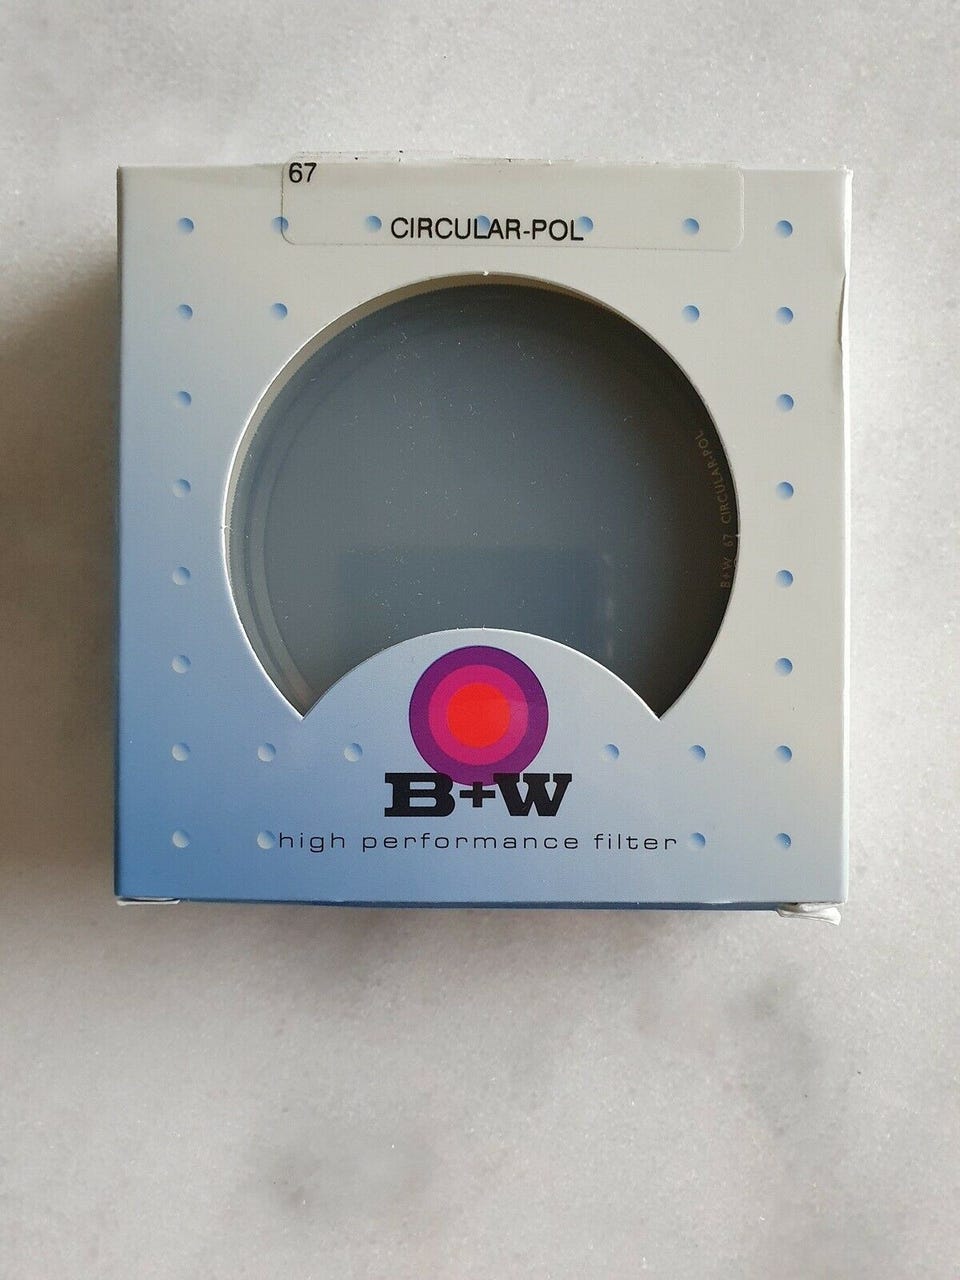 67
CIRCULAR-POL
B+W 67 CIRCULAR-POL
B+W
high performance filter